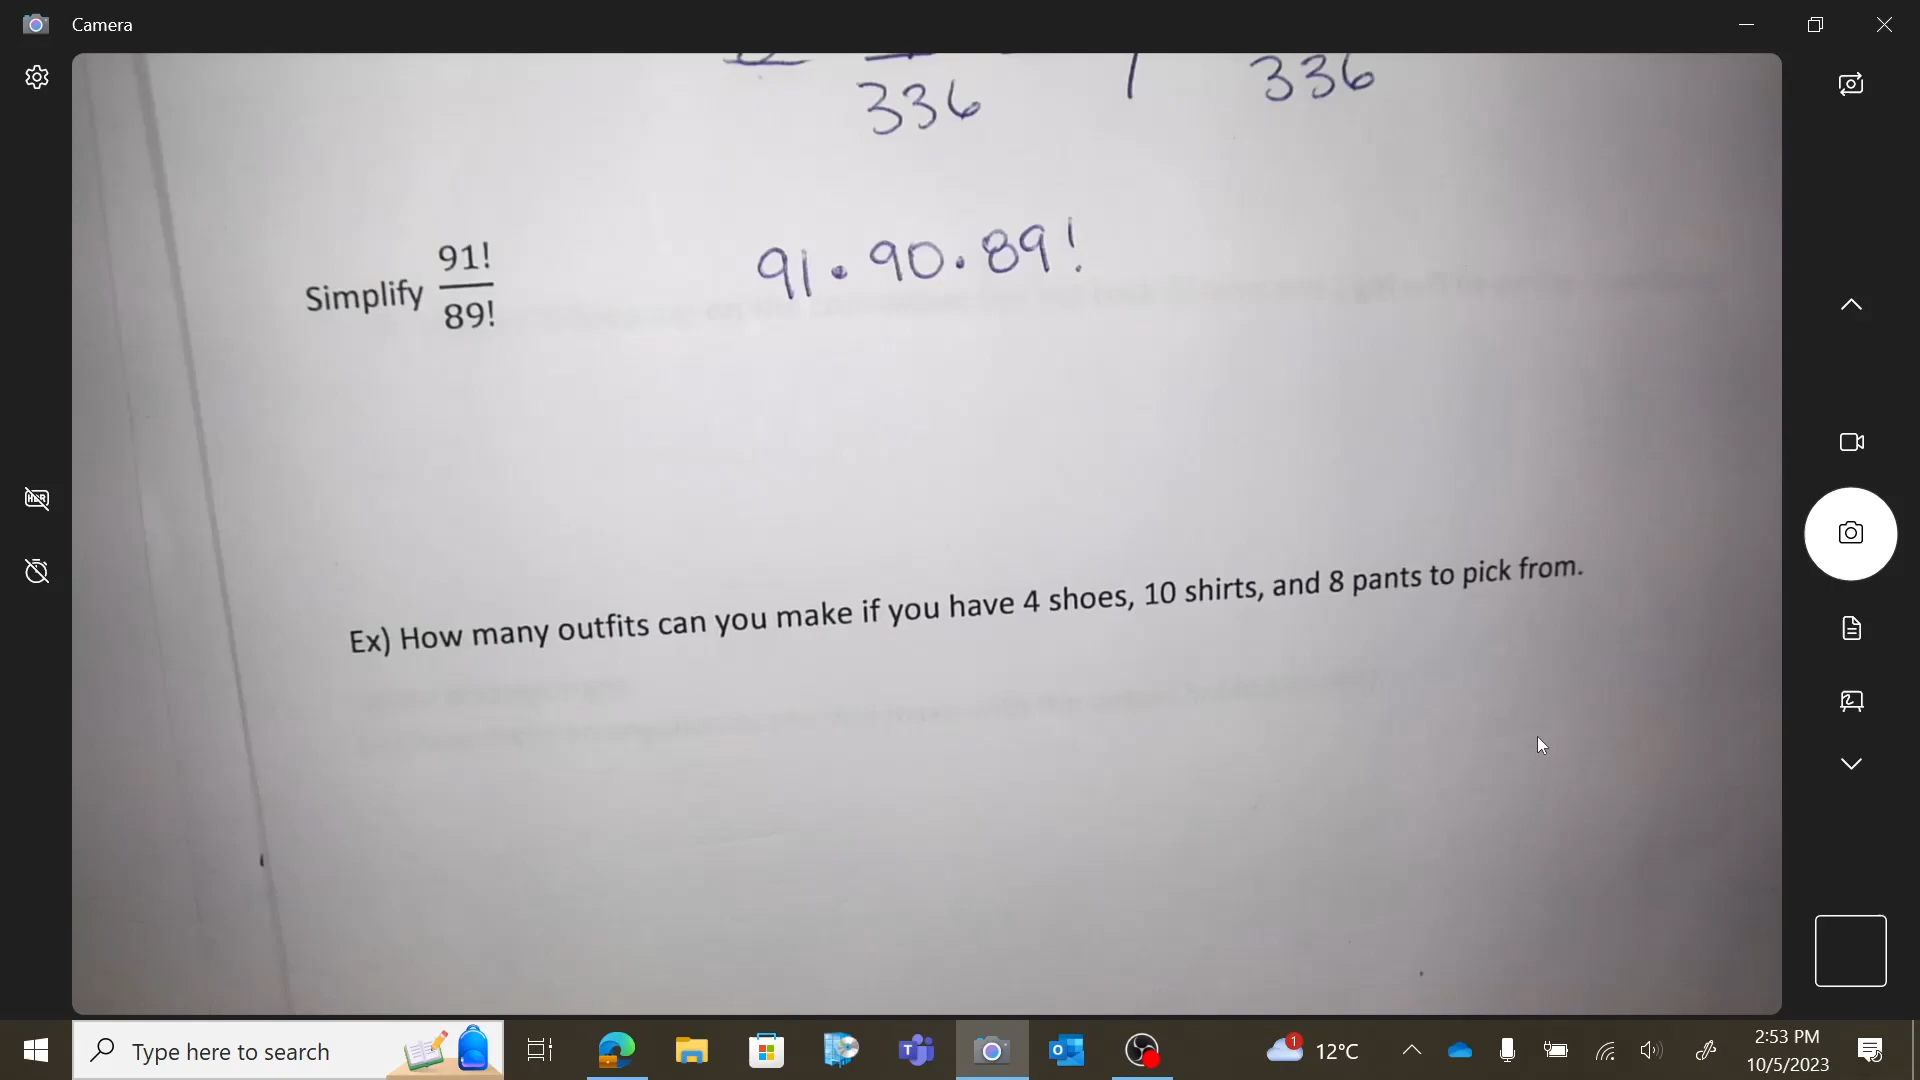 Camera
336 336
Simplify 91!/89! 91 · 90 · 89!
Ex) How many outfits can you make if you have 4 shoes, 10 shirts, and 8 pants to pick from.
Type here to search
1
12°C
2:53 PM
10/5/2023